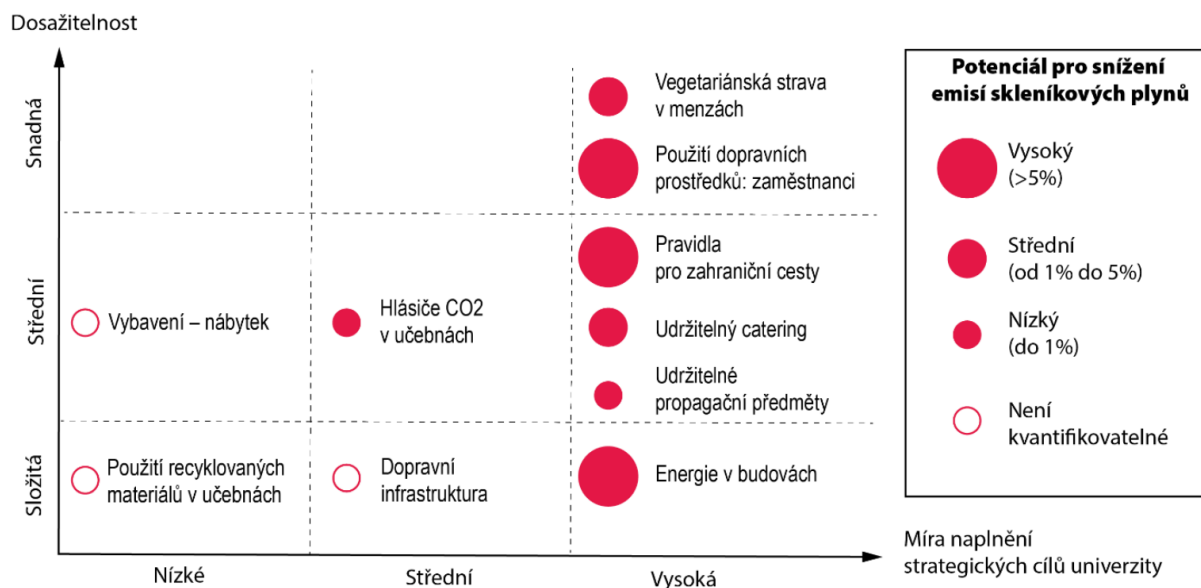 Dosažitelnost
Snadná
Vegetariánská strava
v menzách
Použití dopravních
prostředků: zaměstnanci
Střední
Vybavení – nábytek
Hlásiče CO2
v učebnách
Pravidla
pro zahraniční cesty
Udržitelný catering
Udržitelné
propagační předměty
Složitá
Použití recyklovaných
materiálů v učebnách
Dopravní
infrastruktura
Energie v budovách
Nízké
Střední
Vysoká
Míra naplnění
strategických cílů univerzity
Potenciál pro snížení
emisí skleníkových plynů
Vysoký
(>5%)
Střední
(od 1% do 5%)
Nízký
(do 1%)
Není
kvantifikovatelné